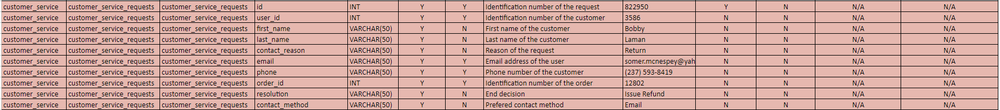 customer_service customer_service_requests customer_service_requests id INT Y Y Identification number of the request 822950 Y N N/A N/A
customer_service customer_service_requests customer_service_requests user_id INT Y Y Identification number of the customer 3586 N N N/A N/A
customer_service customer_service_requests customer_service_requests first_name VARCHAR(50) Y N First name of the customer Bobby N N N/A N/A
customer_service customer_service_requests customer_service_requests last_name VARCHAR(50) Y N Last name of the customer Laman N N N/A N/A
customer_service customer_service_requests customer_service_requests contact_reason VARCHAR(50) Y N Reason of the request Return N N N/A N/A
customer_service customer_service_requests customer_service_requests email VARCHAR(50) Y Y Email address of the user somer.mcnespey@yah N N N/A N/A
customer_service customer_service_requests customer_service_requests phone VARCHAR(50) Y Y Phone number of the customer (237) 593-8419 N N N/A N/A
customer_service customer_service_requests customer_service_requests order_id INT Y Y Identification number of the order 12802 N N N/A N/A
customer_service customer_service_requests customer_service_requests resolution VARCHAR(50) Y N End decision Issue Refund N N N/A N/A
customer_service customer_service_requests customer_service_requests contact_method VARCHAR(50) Y N Prefered contact method Email N N N/A N/A